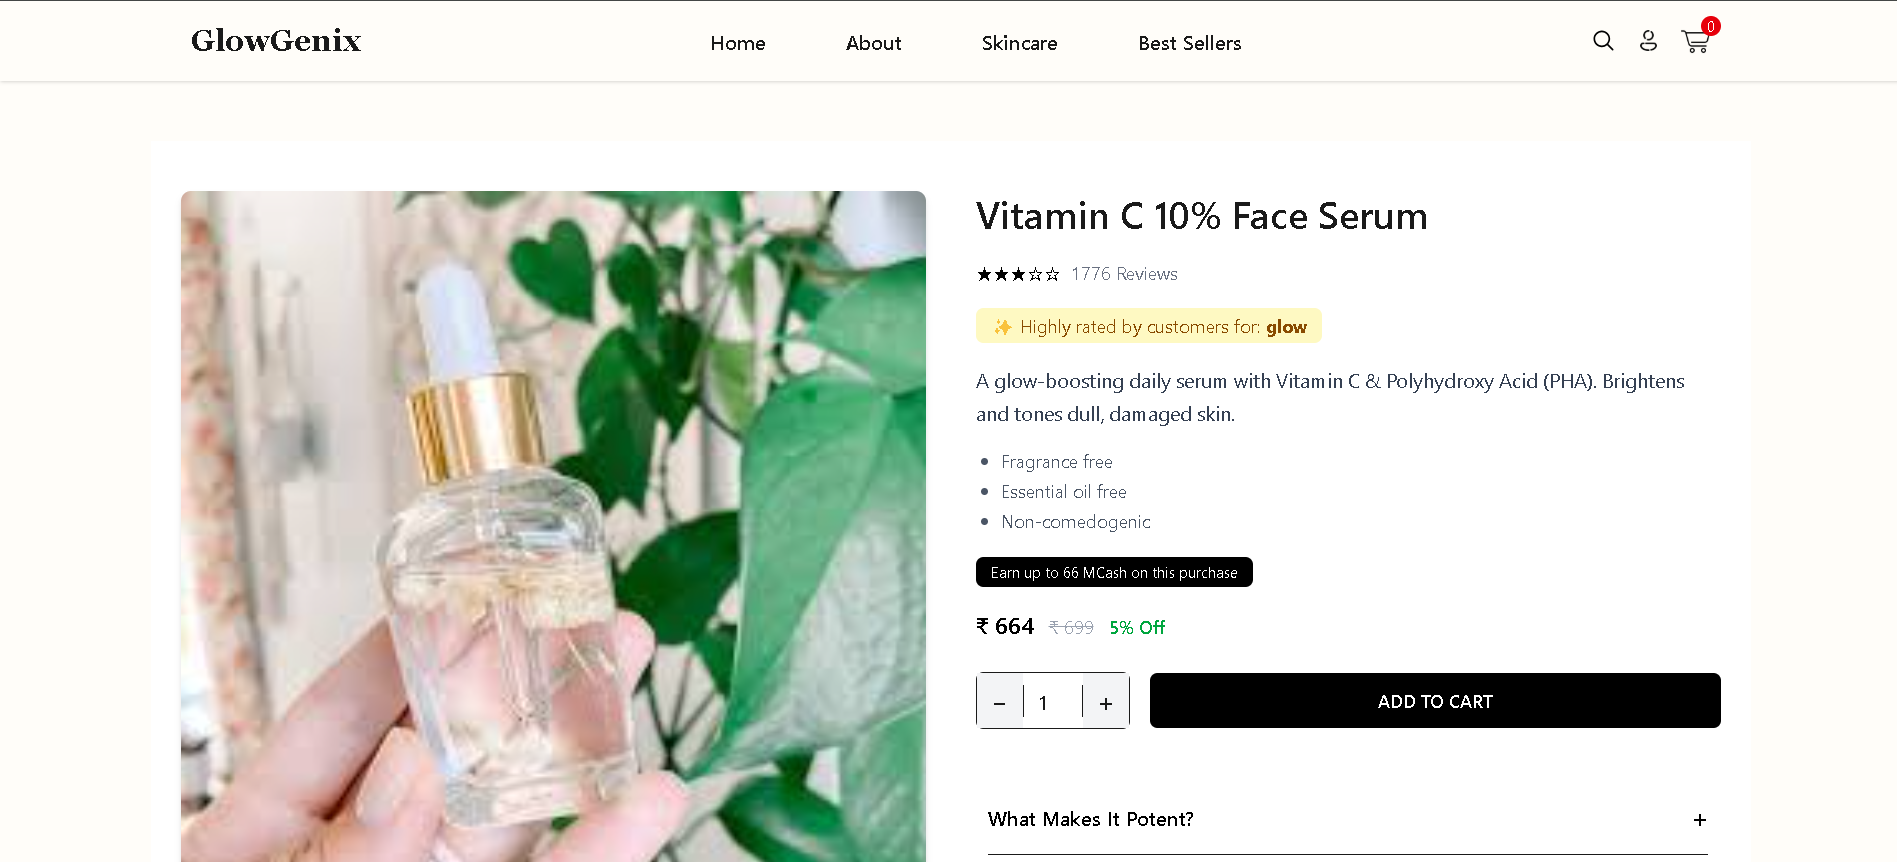 GlowGenix
Home About Skincare Best Sellers
0
Vitamin C 10% Face Serum
★★★☆☆ 1776 Reviews
✨ Highly rated by customers for: glow
A glow-boosting daily serum with Vitamin C & Polyhydroxy Acid (PHA). Brightens
and tones dull, damaged skin.
• Fragrance free
• Essential oil free
• Non-comedogenic
Earn up to 66 MCash on this purchase
₹ 664 ₹ 699 5% Off
− 1 + ADD TO CART
What Makes It Potent? +